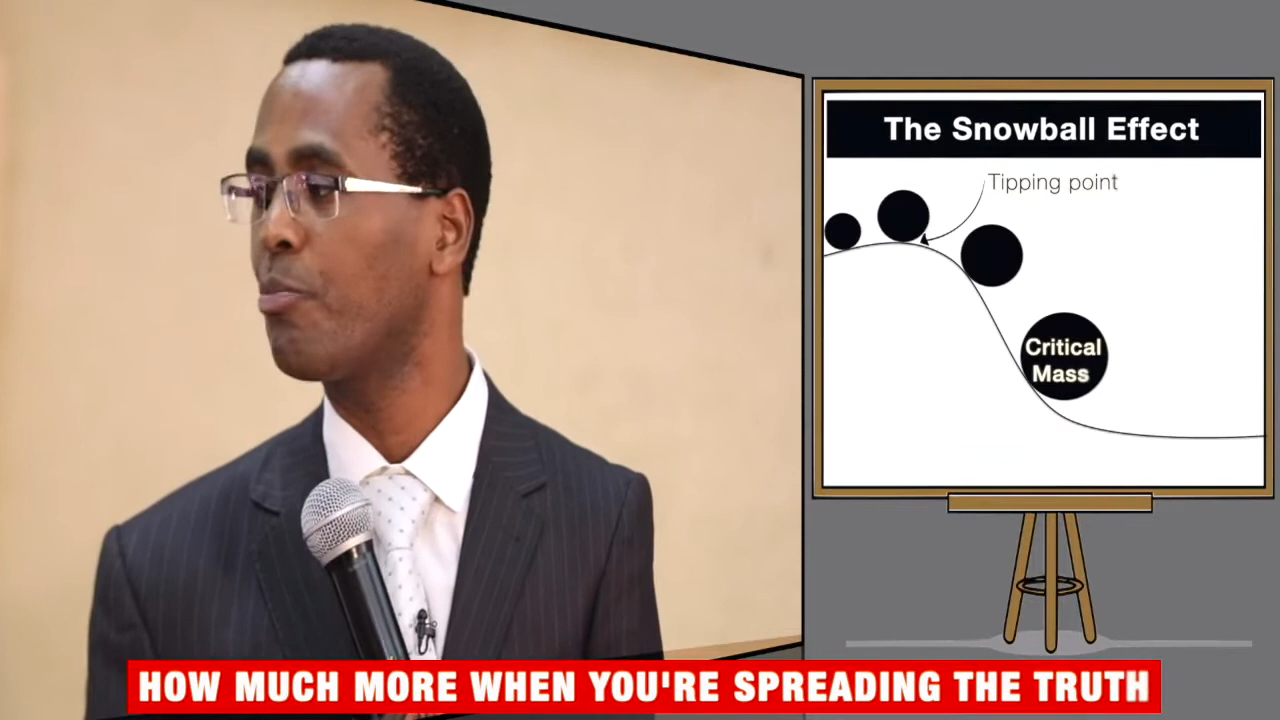 The Snowball Effect
Tipping point
Critical
Mass
HOW MUCH MORE WHEN YOU'RE SPREADING THE TRUTH